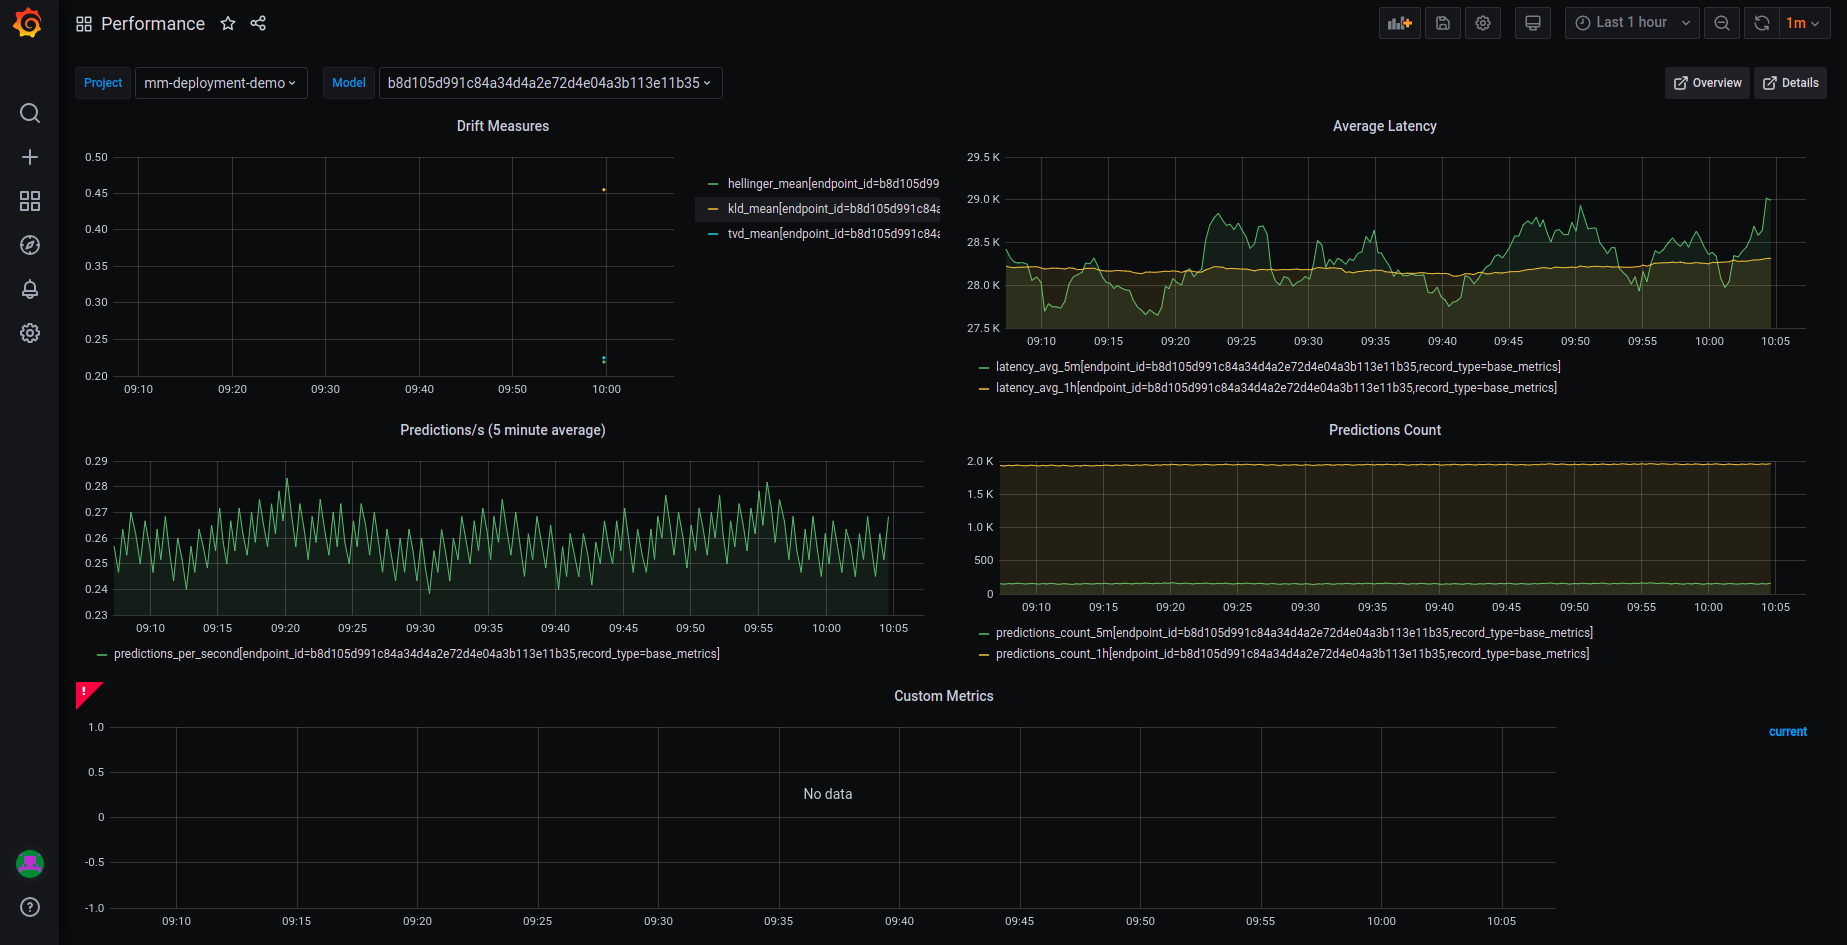 Performance
Last 1 hour
1m
Project
mm-deployment-demo
Model
b8d105d991c84a34d4a2e72d4e04a3b113e11b35
Overview
Details
Drift Measures
0.50
0.45
0.40
0.35
0.30
0.25
0.20
09:10 09:20 09:30 09:40 09:50 10:00
hellinger_mean[endpoint_id=b8d105d99
kld_mean[endpoint_id=b8d105d991c84a
tvd_mean[endpoint_id=b8d105d991c84a
Average Latency
29.5 K
29.0 K
28.5 K
28.0 K
27.5 K
09:10 09:15 09:20 09:25 09:30 09:35 09:40 09:45 09:50 09:55 10:00 10:05
latency_avg_5m[endpoint_id=b8d105d991c84a34d4a2e72d4e04a3b113e11b35,record_type=base_metrics]
latency_avg_1h[endpoint_id=b8d105d991c84a34d4a2e72d4e04a3b113e11b35,record_type=base_metrics]
Predictions/s (5 minute average)
0.29
0.28
0.27
0.26
0.25
0.24
0.23
09:10 09:15 09:20 09:25 09:30 09:35 09:40 09:45 09:50 09:55 10:00 10:05
predictions_per_second[endpoint_id=b8d105d991c84a34d4a2e72d4e04a3b113e11b35,record_type=base_metrics]
Predictions Count
2.0 K
1.5 K
1.0 K
500
0
09:10 09:15 09:20 09:25 09:30 09:35 09:40 09:45 09:50 09:55 10:00 10:05
predictions_count_5m[endpoint_id=b8d105d991c84a34d4a2e72d4e04a3b113e11b35,record_type=base_metrics]
predictions_count_1h[endpoint_id=b8d105d991c84a34d4a2e72d4e04a3b113e11b35,record_type=base_metrics]
!
Custom Metrics
1.0
0.5
0
-0.5
-1.0
No data
current
09:10 09:15 09:20 09:25 09:30 09:35 09:40 09:45 09:50 09:55 10:00 10:05